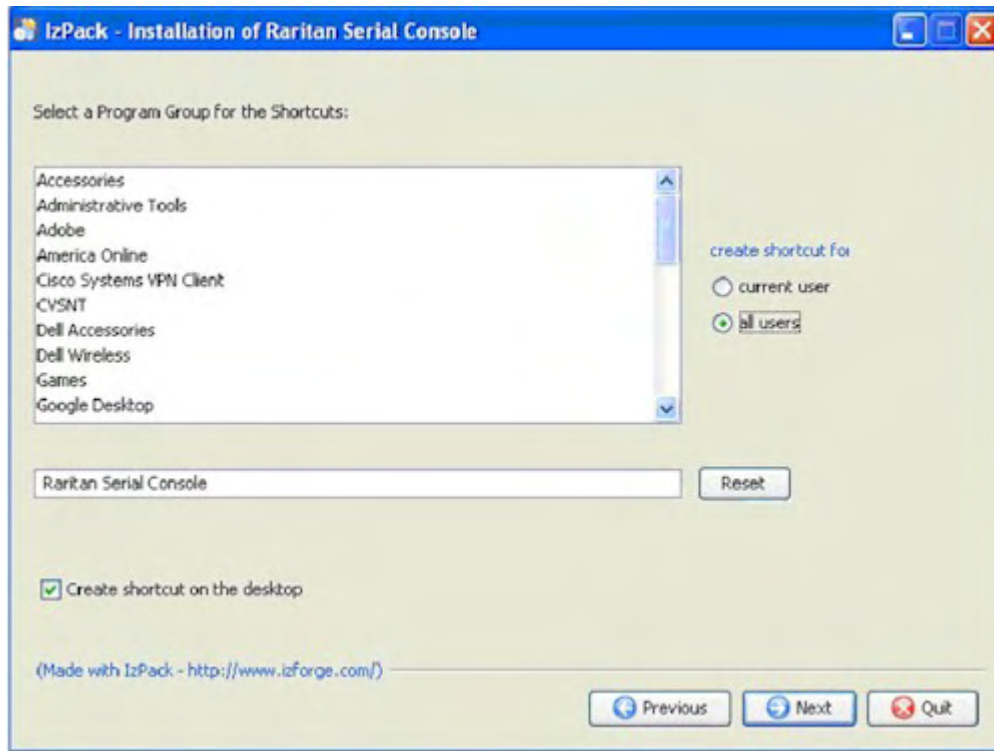 IzPack - Installation of Raritan Serial Console
Select a Program Group for the Shortcuts:
Accessories
Administrative Tools
Adobe
America Online
Cisco Systems VPN Client
CVSNT
Dell Accessories
Dell Wireless
Games
Google Desktop
create shortcut for
current user
all users
Raritan Serial Console
Reset
Create shortcut on the desktop
(Made with IzPack - http://www.izforge.com/)
Previous
Next
Quit